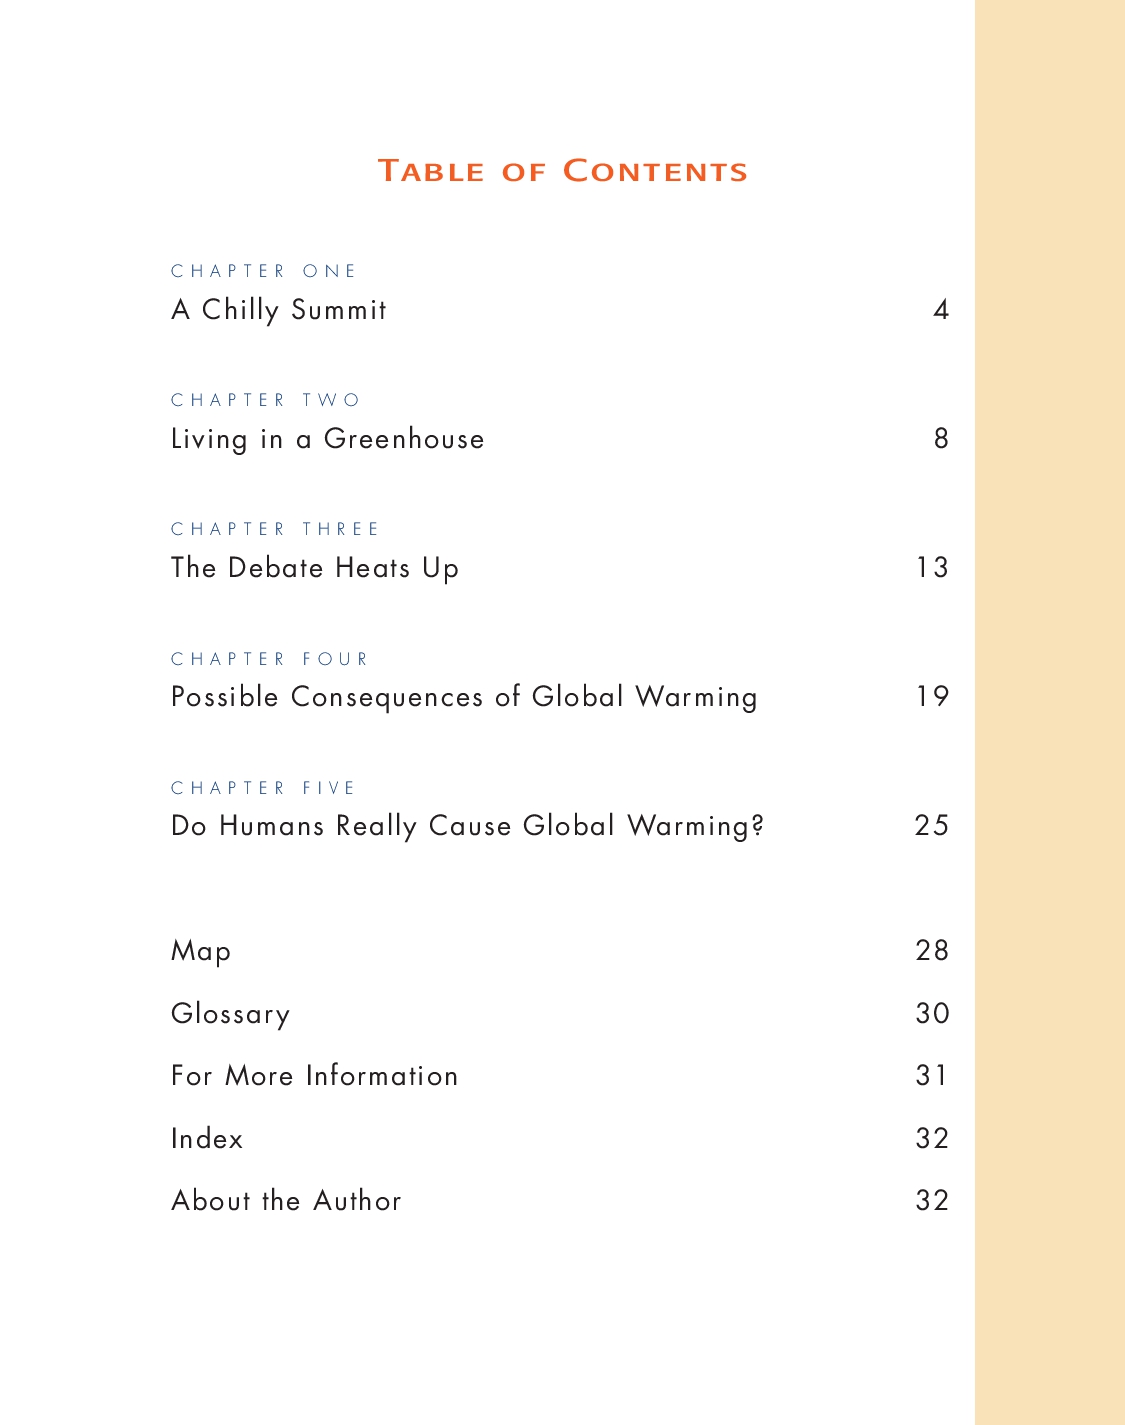 Table of Contents
CHAPTER ONE
A Chilly Summit 4
CHAPTER TWO
Living in a Greenhouse 8
CHAPTER THREE
The Debate Heats Up 13
CHAPTER FOUR
Possible Consequences of Global Warming 19
CHAPTER FIVE
Do Humans Really Cause Global Warming? 25
Map 28
Glossary 30
For More Information 31
Index 32
About the Author 32